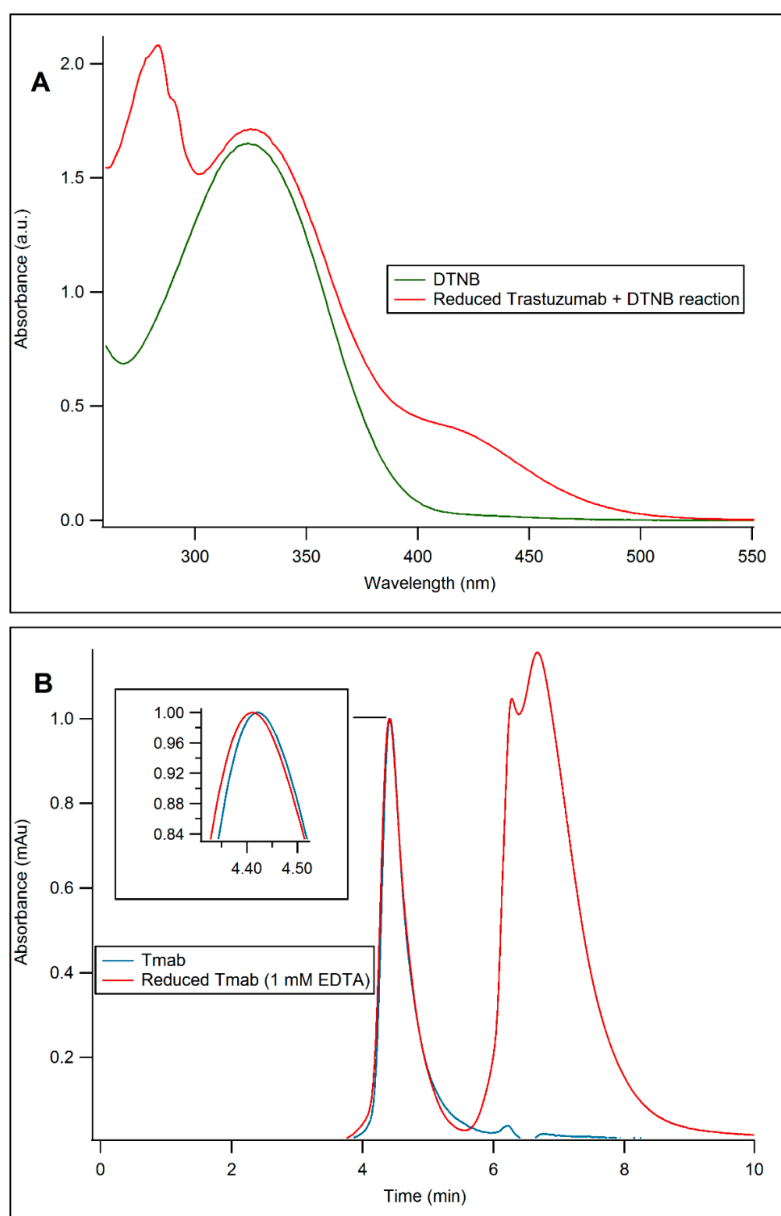 A
2.0
1.5
1.0
0.5
0.0
Absorbance (a.u.)
DTNB
Reduced Trastuzumab + DTNB reaction
300 350 400 450 500 550
Wavelength (nm)
B
1.0
0.8
0.6
0.4
0.2
Absorbance (mAu)
1.00
0.96
0.92
0.88
0.84
4.40 4.50
Tmab
Reduced Tmab (1 mM EDTA)
0 2 4 6 8 10
Time (min)